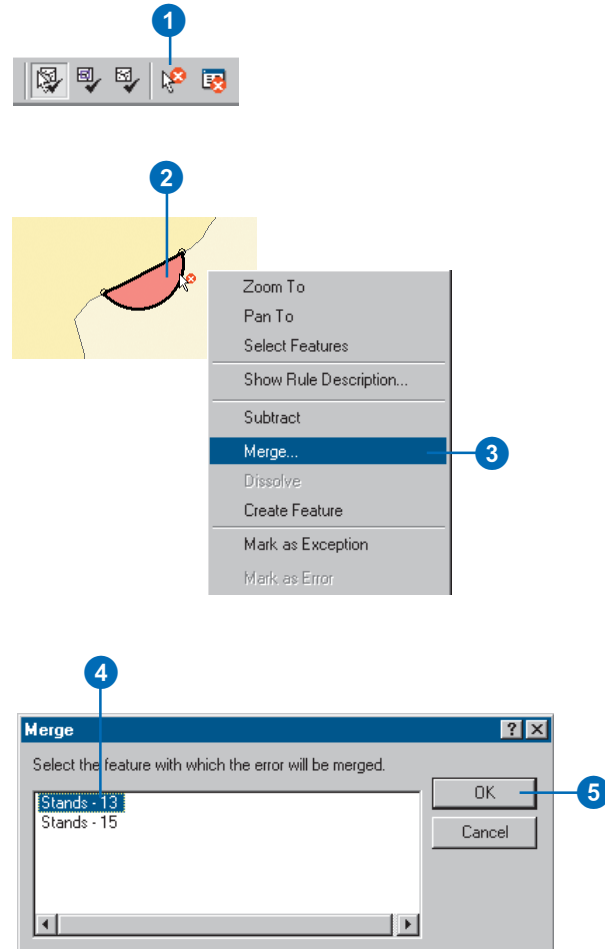 1
2
Zoom To
Pan To
Select Features
Show Rule Description...
Subtract
Merge...
3
Dissolve
Create Feature
Mark as Exception
Mark as Error
4
Merge
Select the feature with which the error will be merged.
Stands - 13
Stands - 15
OK
5
Cancel